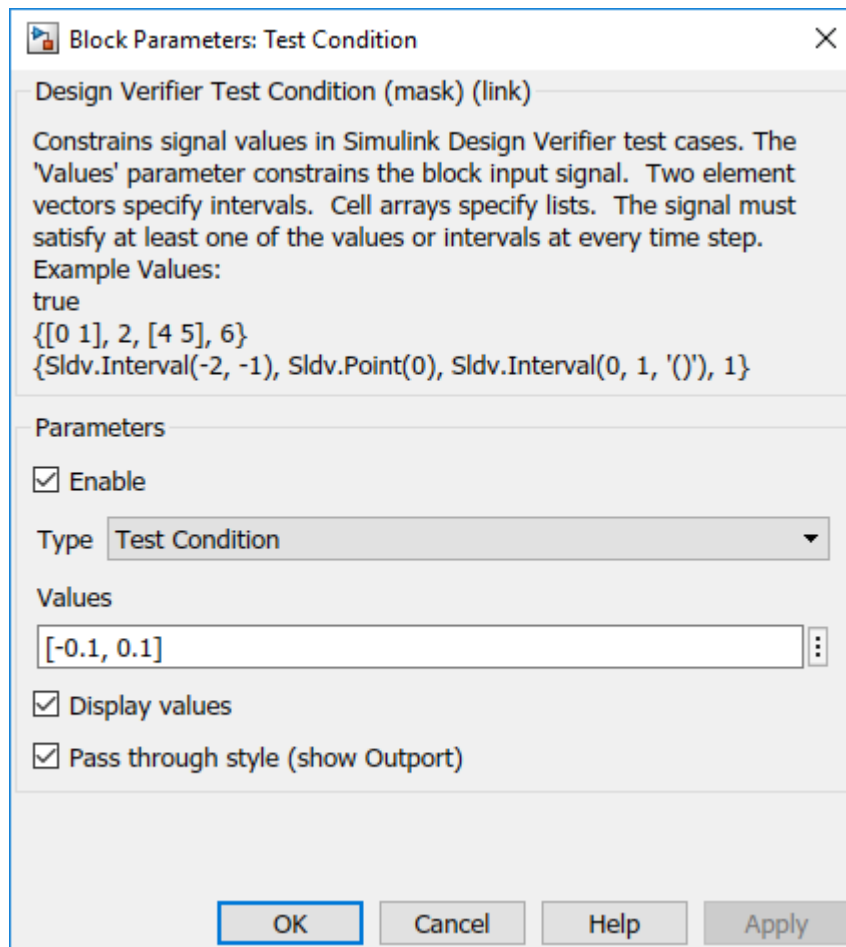 Block Parameters: Test Condition
Design Verifier Test Condition (mask) (link)
Constrains signal values in Simulink Design Verifier test cases. The
'Values' parameter constrains the block input signal.  Two element
vectors specify intervals.  Cell arrays specify lists.  The signal must
satisfy at least one of the values or intervals at every time step.
Example Values:
true
{[0 1], 2, [4 5], 6}
{Sldv.Interval(-2, -1), Sldv.Point(0), Sldv.Interval(0, 1, '()'), 1}
Parameters
Enable
Type Test Condition
Values
[-0.1, 0.1]
Display values
Pass through style (show Outport)
OK Cancel Help Apply